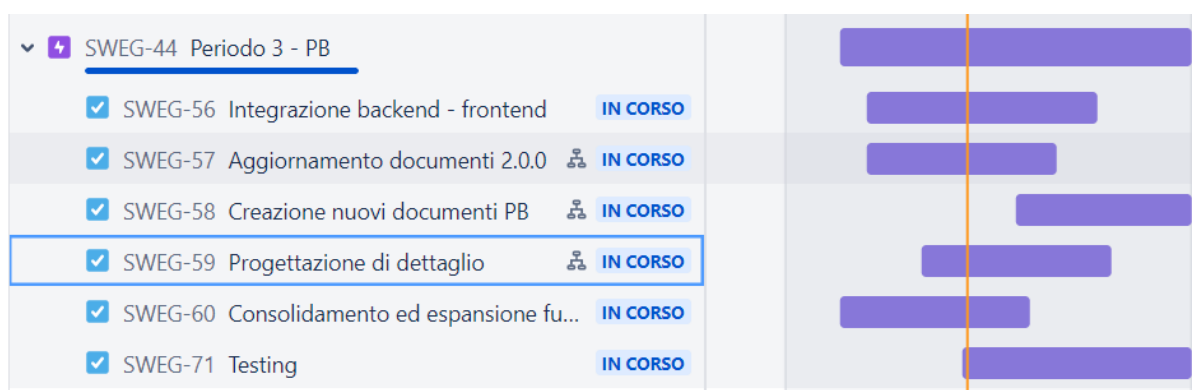 SWEG-44 Periodo 3 - PB
SWEG-56 Integrazione backend - frontend IN CORSO
SWEG-57 Aggiornamento documenti 2.0.0 IN CORSO
SWEG-58 Creazione nuovi documenti PB IN CORSO
SWEG-59 Progettazione di dettaglio IN CORSO
SWEG-60 Consolidamento ed espansione fu... IN CORSO
SWEG-71 Testing IN CORSO